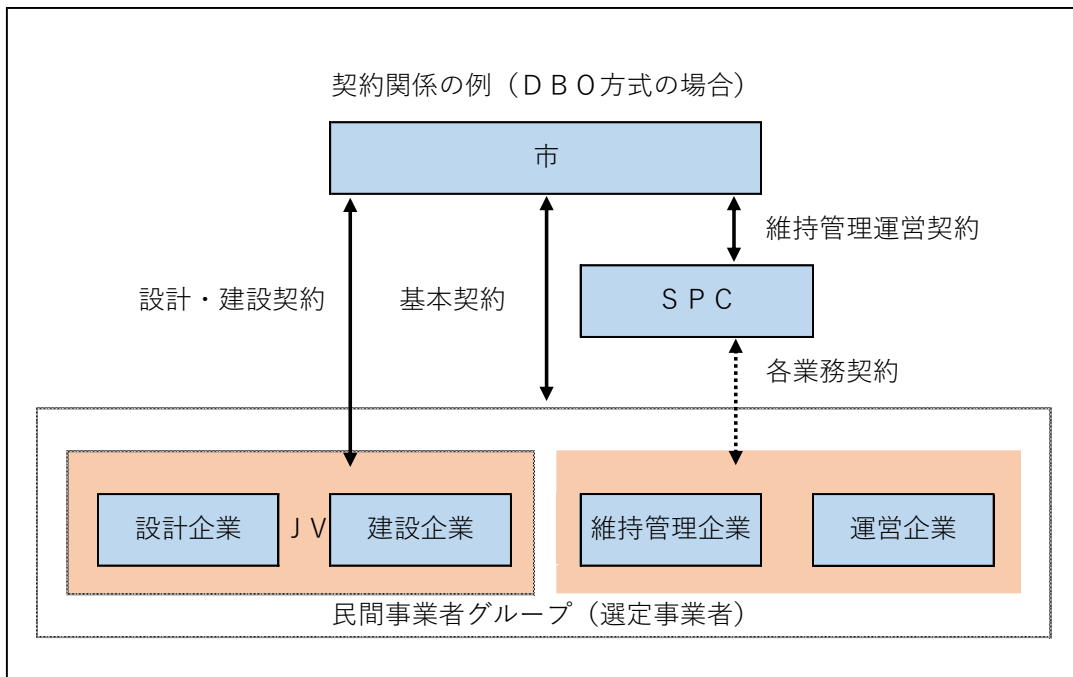 契約関係の例（ＤＢＯ方式の場合）
市
維持管理運営契約
設計・建設契約
基本契約
ＳＰＣ
各業務契約
設計企業
ＪＶ
建設企業
維持管理企業
運営企業
民間事業者グループ（選定事業者）